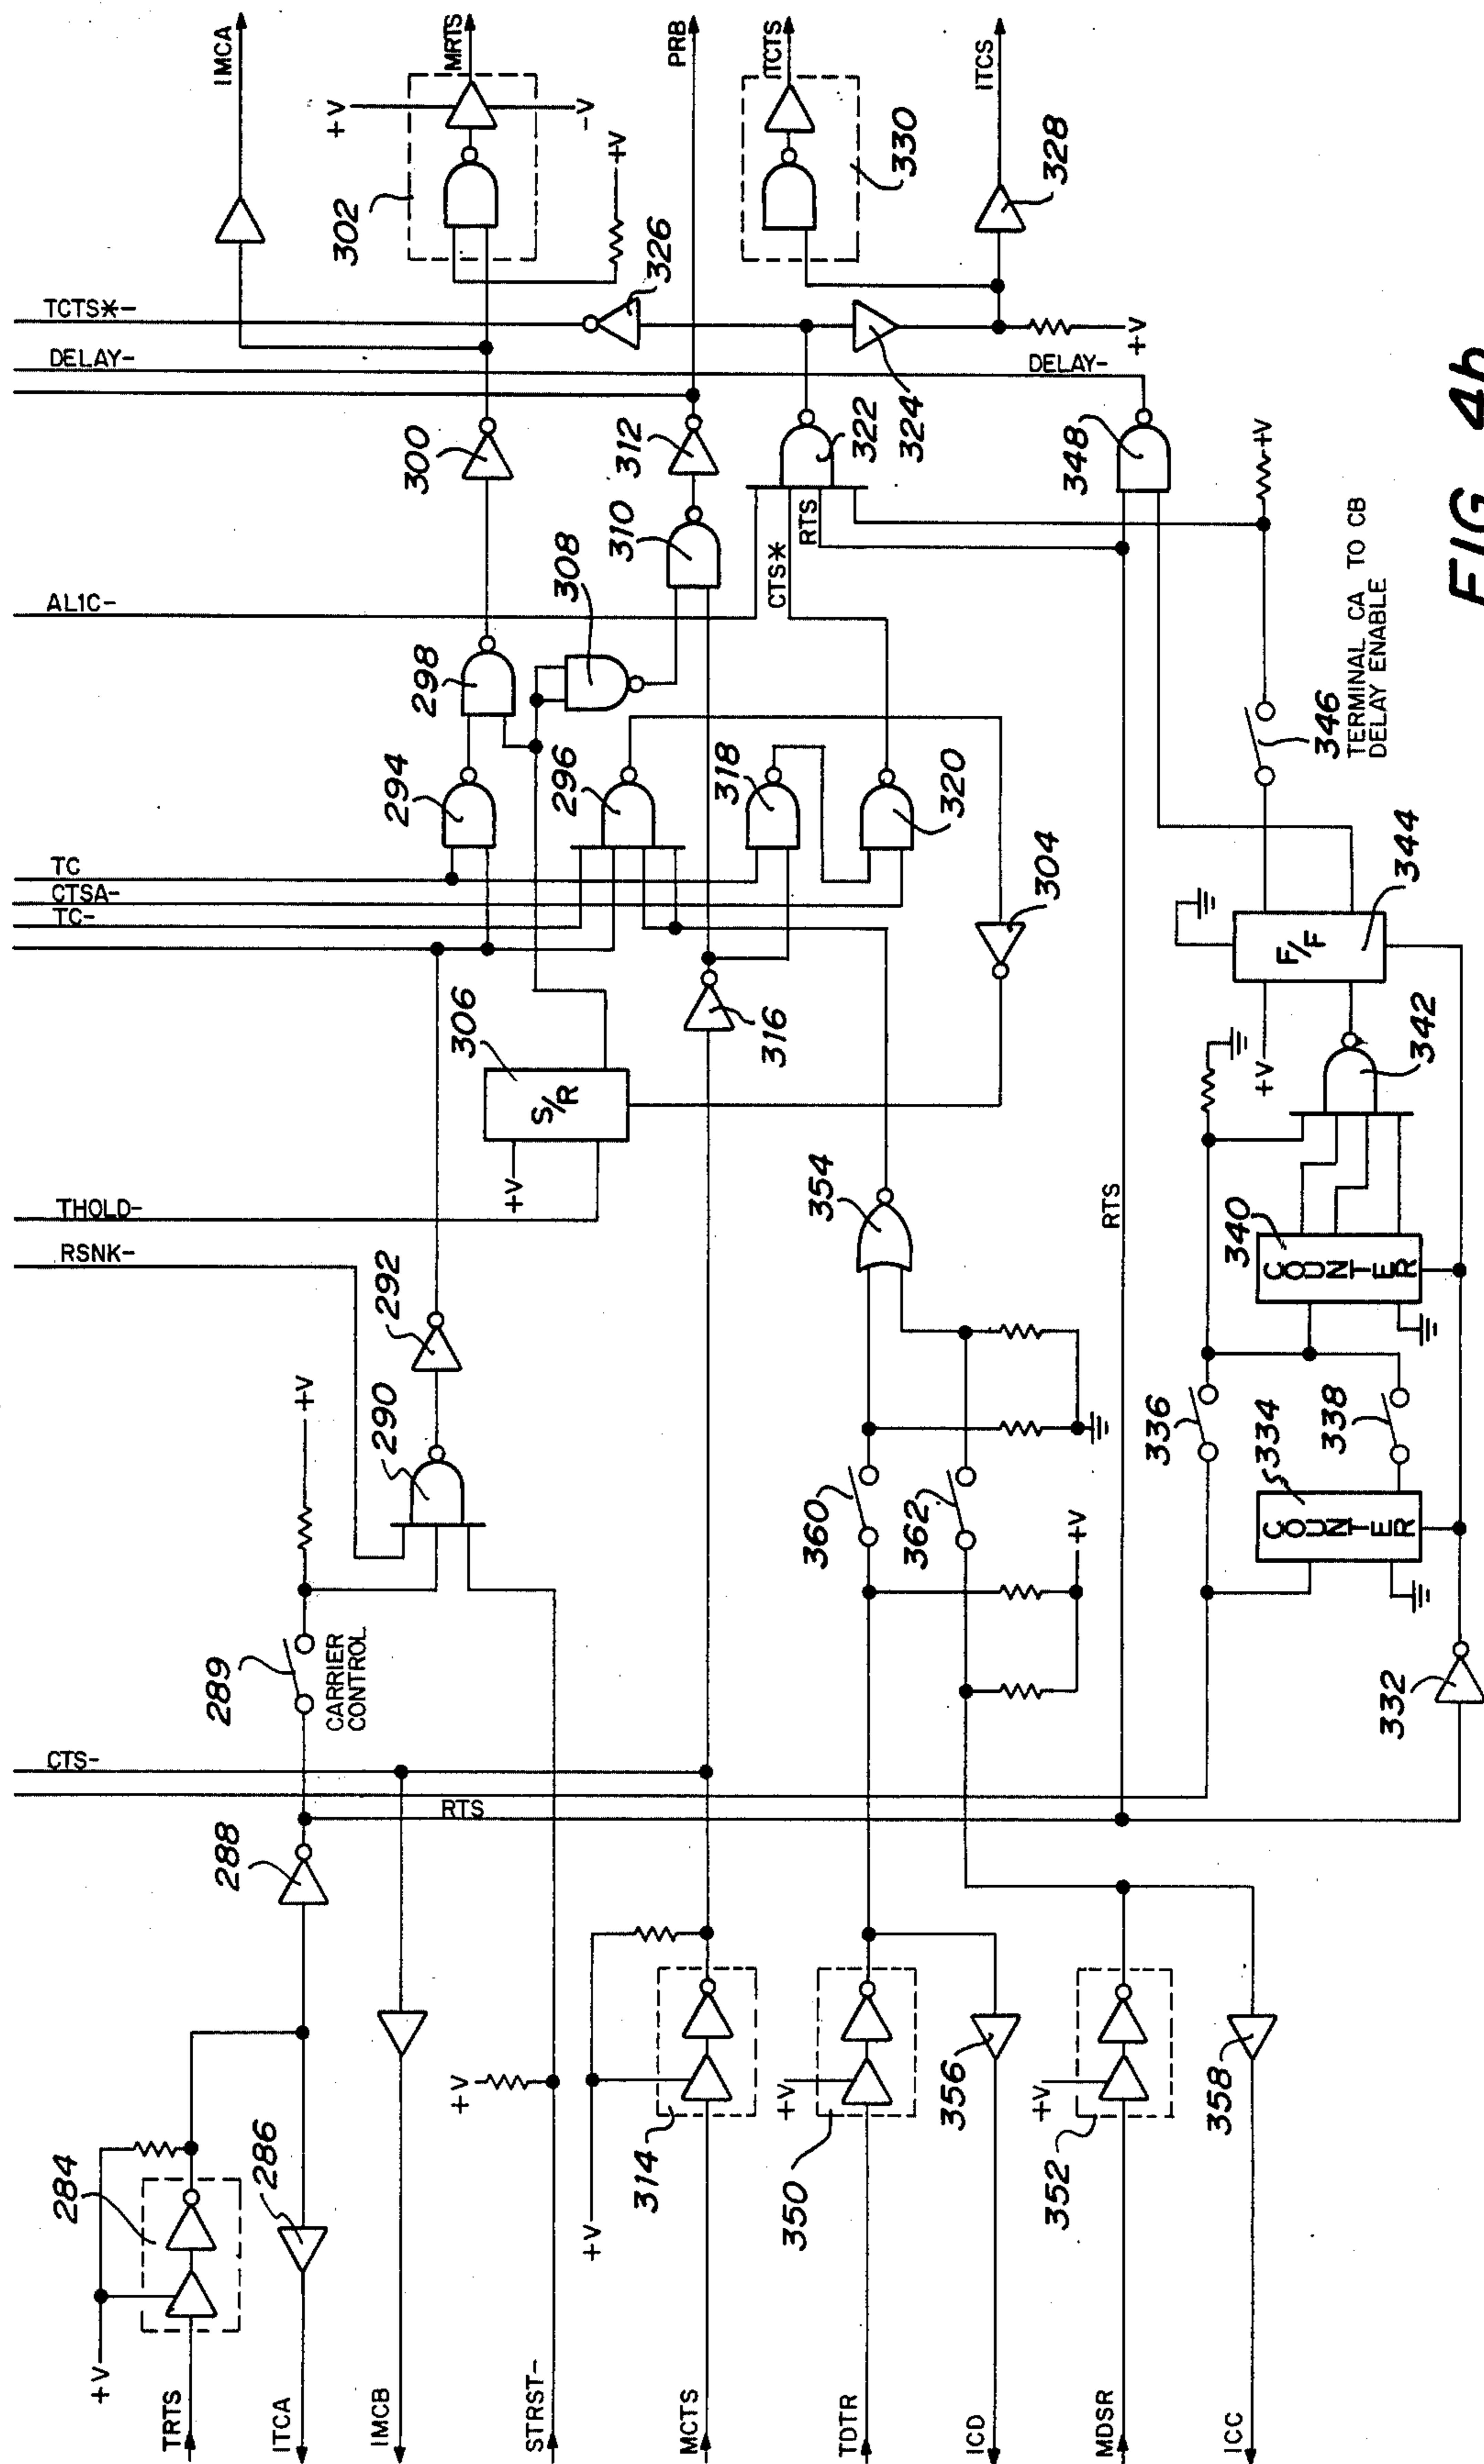 IMCA
+V
MRTS
302
-V
+V
PRB
ITCTS
330
ITCS
328
TCTS*-
326
DELAY-
DELAY-
+V
300
312
322
324
348
+V
310
RTS
CTS*
308
AL1C-
298
TERMINAL CA TO CB
DELAY ENABLE
346
294
296
318
320
304
344
F/F
TC
CTSA-
TC-
306
S/R
+V
316
342
+V
THOLD-
RSNK-
354
RTS
340
COUNTER
292
290
+V
360
362
336
334
338
COUNTER
+V
289
CARRIER
CONTROL
332
CTS-
RTS
288
284
286
+V
+V
+V
314
+V
350
356
+V
352
358
TRTS
ITCA
IMCB
STRST-
MCTS
TDTR
ICD
MDSR
ICC
FIG. 4b